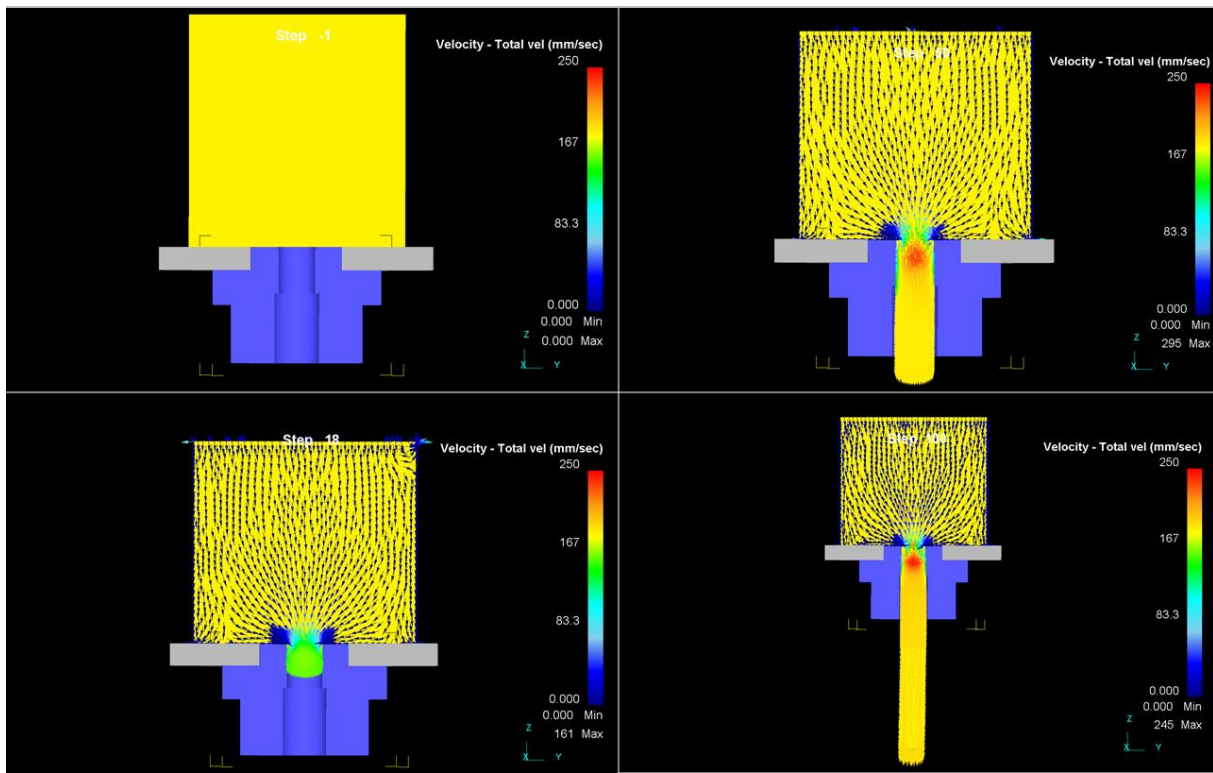 Step -1
Velocity - Total vel (mm/sec)
250
167
83.3
0.000
0.000 Min
0.000 Max
Z
X Y
Velocity - Total vel (mm/sec)
250
167
83.3
0.000
0.000 Min
295 Max
Z
X Y
Step 18
Velocity - Total vel (mm/sec)
250
167
83.3
0.000
0.000 Min
161 Max
Z
X Y
Step
Velocity - Total vel (mm/sec)
250
167
83.3
0.000
0.000 Min
245 Max
Z
X Y